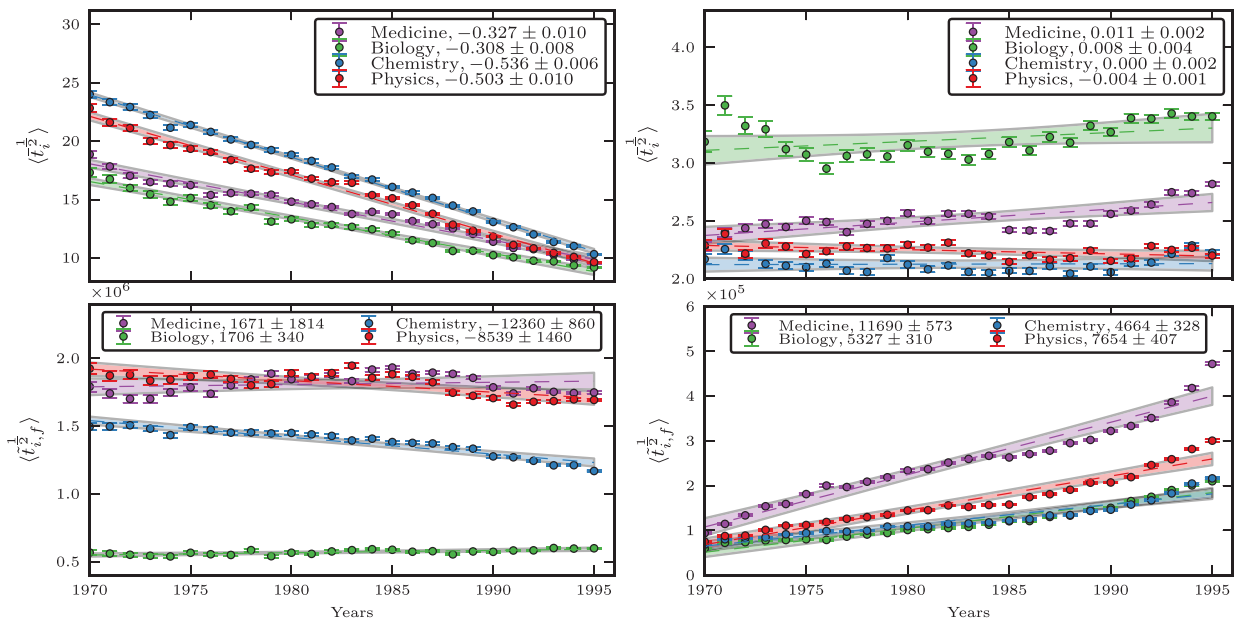 Medicine, −0.327 ± 0.010
Biology, −0.308 ± 0.008
Chemistry, −0.536 ± 0.006
Physics, −0.503 ± 0.010
30
25
20
15
10
⟨t̅_i^{1/2}⟩
Medicine, 0.011 ± 0.002
Biology, 0.008 ± 0.004
Chemistry, 0.000 ± 0.002
Physics, −0.004 ± 0.001
4.0
3.5
3.0
2.5
2.0
⟨t̅_i^{1/2}⟩
×10⁶
Medicine, 1671 ± 1814
Biology, 1706 ± 340
Chemistry, −12360 ± 860
Physics, −8539 ± 1460
2.0
1.5
1.0
0.5
⟨t̃_{i,f}^{1/2}⟩
1970 1975 1980 1985 1990 1995
Years
×10⁵
Medicine, 11690 ± 573
Biology, 5327 ± 310
Chemistry, 4664 ± 328
Physics, 7654 ± 407
6
5
4
3
2
1
0
⟨t̃_{i,f}^{1/2}⟩
1970 1975 1980 1985 1990 1995
Years